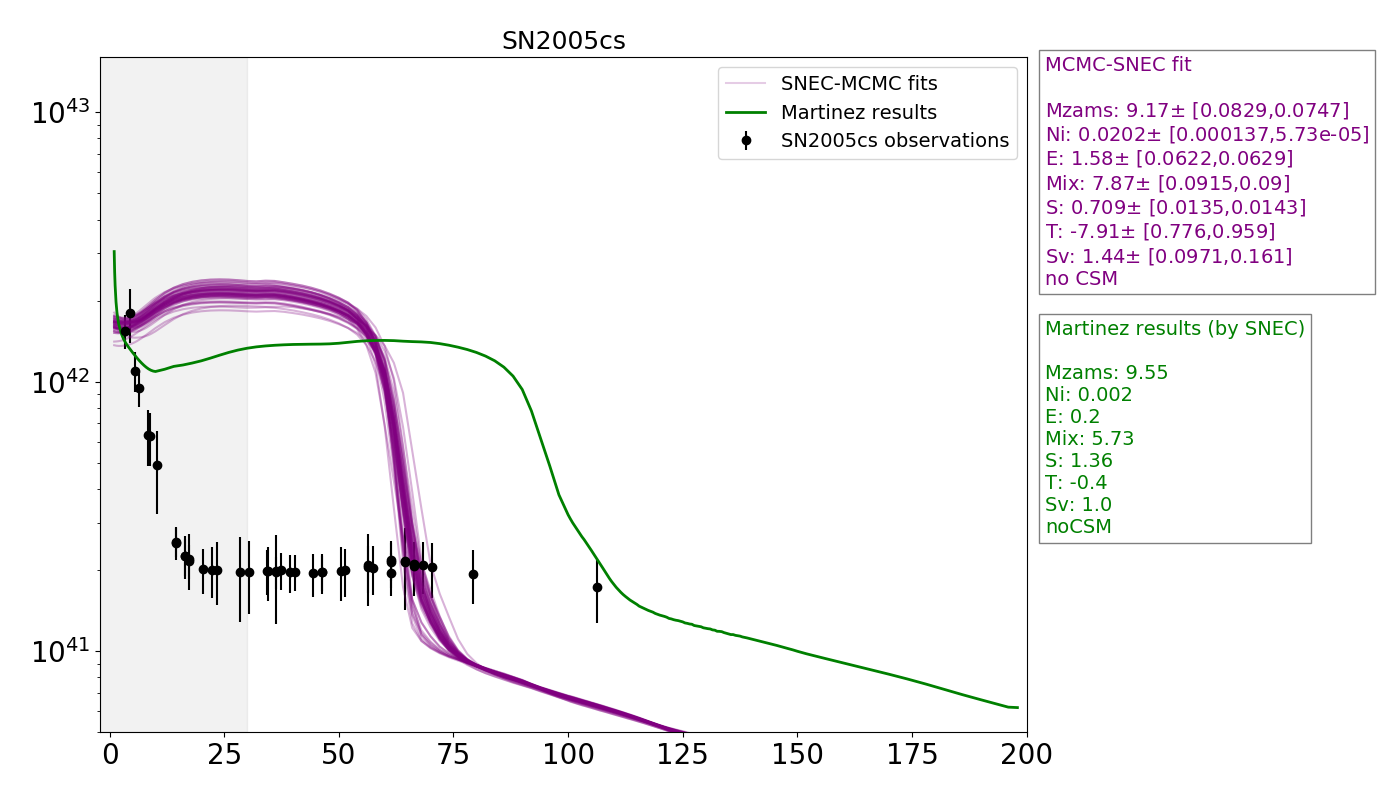 SN2005cs
SNEC-MCMC fits
Martinez results
SN2005cs observations
10^43
10^42
10^41
0 25 50 75 100 125 150 175 200
MCMC-SNEC fit
Mzams: 9.17± [0.0829,0.0747]
Ni: 0.0202± [0.000137,5.73e-05]
E: 1.58± [0.0622,0.0629]
Mix: 7.87± [0.0915,0.09]
S: 0.709± [0.0135,0.0143]
T: -7.91± [0.776,0.959]
Sv: 1.44± [0.0971,0.161]
no CSM
Martinez results (by SNEC)
Mzams: 9.55
Ni: 0.002
E: 0.2
Mix: 5.73
S: 1.36
T: -0.4
Sv: 1.0
noCSM